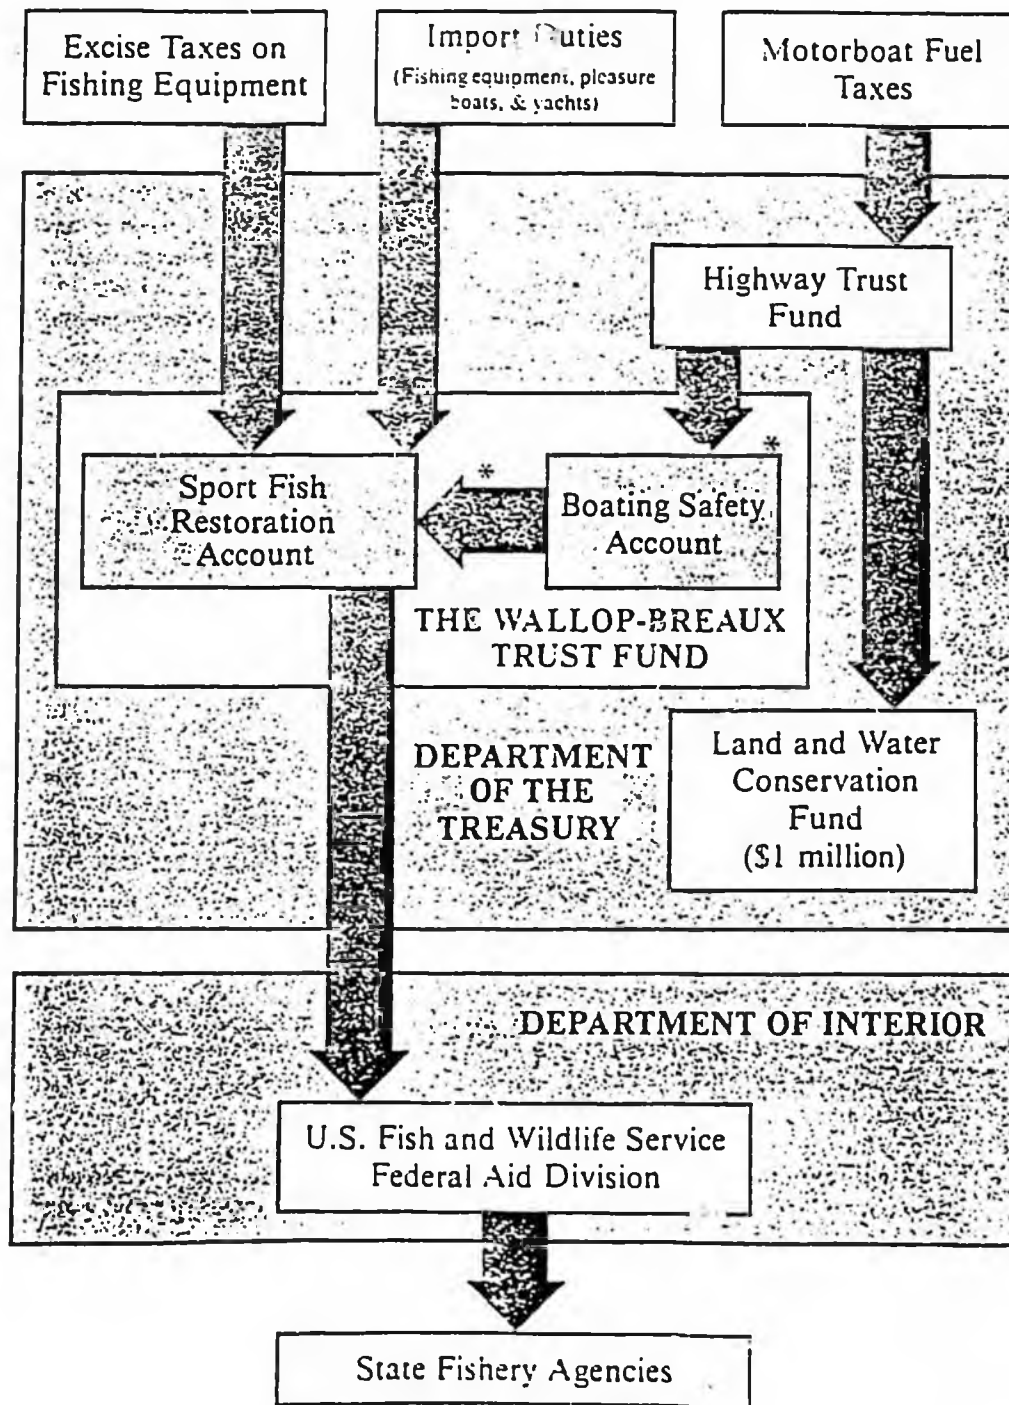 Excise Taxes on
Fishing Equipment
Import Duties
(Fishing equipment, pleasure
boats, & yachts)
Motorboat Fuel
Taxes
Highway Trust
Fund
Sport Fish
Restoration
Account
*
*
Boating Safety
Account
THE WALLOP-BREAUX
TRUST FUND
DEPARTMENT
OF THE
TREASURY
Land and Water
Conservation
Fund
($1 million)
DEPARTMENT OF INTERIOR
U.S. Fish and Wildlife Service
Federal Aid Division
State Fishery Agencies